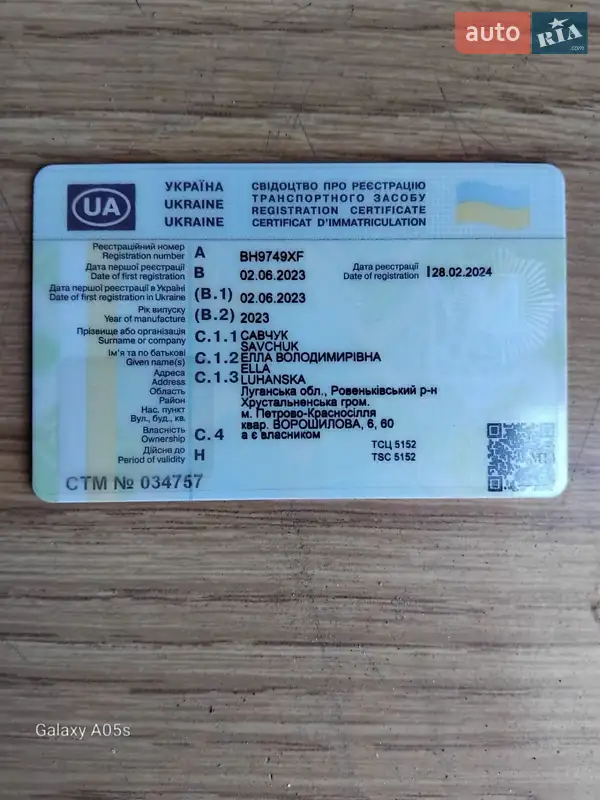 auto RIA .com
UA
УКРАЇНА
UKRAINE
UKRAINE
СВІДОЦТВО ПРО РЕЄСТРАЦІЮ
ТРАНСПОРТНОГО ЗАСОБУ
REGISTRATION CERTIFICATE
CERTIFICAT D'IMMATRICULATION
Реєстраційний номер
Registration number
A BH9749XF
Дата першої реєстрації
Date of first registration
B 02.06.2023
Дата реєстрації
Date of registration
I 28.02.2024
Дата першої реєстрації в Україні
Date of first registration in Ukraine
(B.1) 02.06.2023
Рік випуску
Year of manufacture
(B.2) 2023
Прізвище або організація
Surname or company
C.1.1 САВЧУК
SAVCHUK
Ім'я та по батькові
Given name(s)
C.1.2 ЕЛЛА ВОЛОДИМИРІВНА
ELLA
Адреса
Address
Область
Район
Нас. пункт
Вул., буд., кв.
C.1.3 LUHANSKA
Луганська обл., Ровеньківський р-н
Хрустальненська гром.
м. Петрово-Красносілля
квар. ВОРОШИЛОВА, 6, 60
Власність
Ownership
C.4 а є власником
Дійсне до
Period of validity
H
ТСЦ 5152
TSC 5152
СТМ № 034757
Galaxy A05s